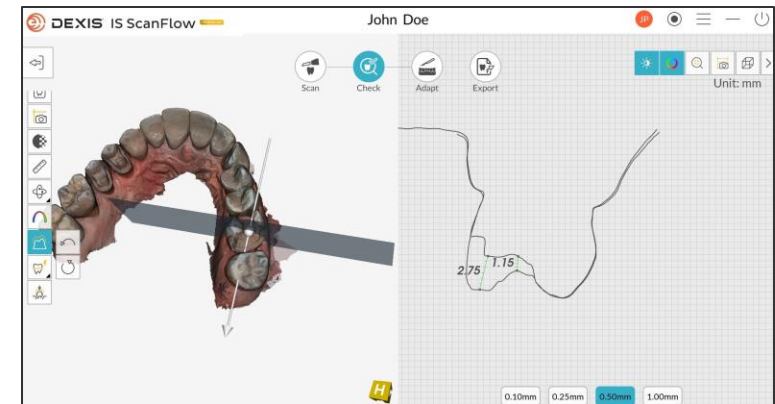 DEXIS IS ScanFlow
John Doe
JP
Scan
Check
Adapt
Export
Unit: mm
2.75
1.15
H
0.10mm
0.25mm
0.50mm
1.00mm